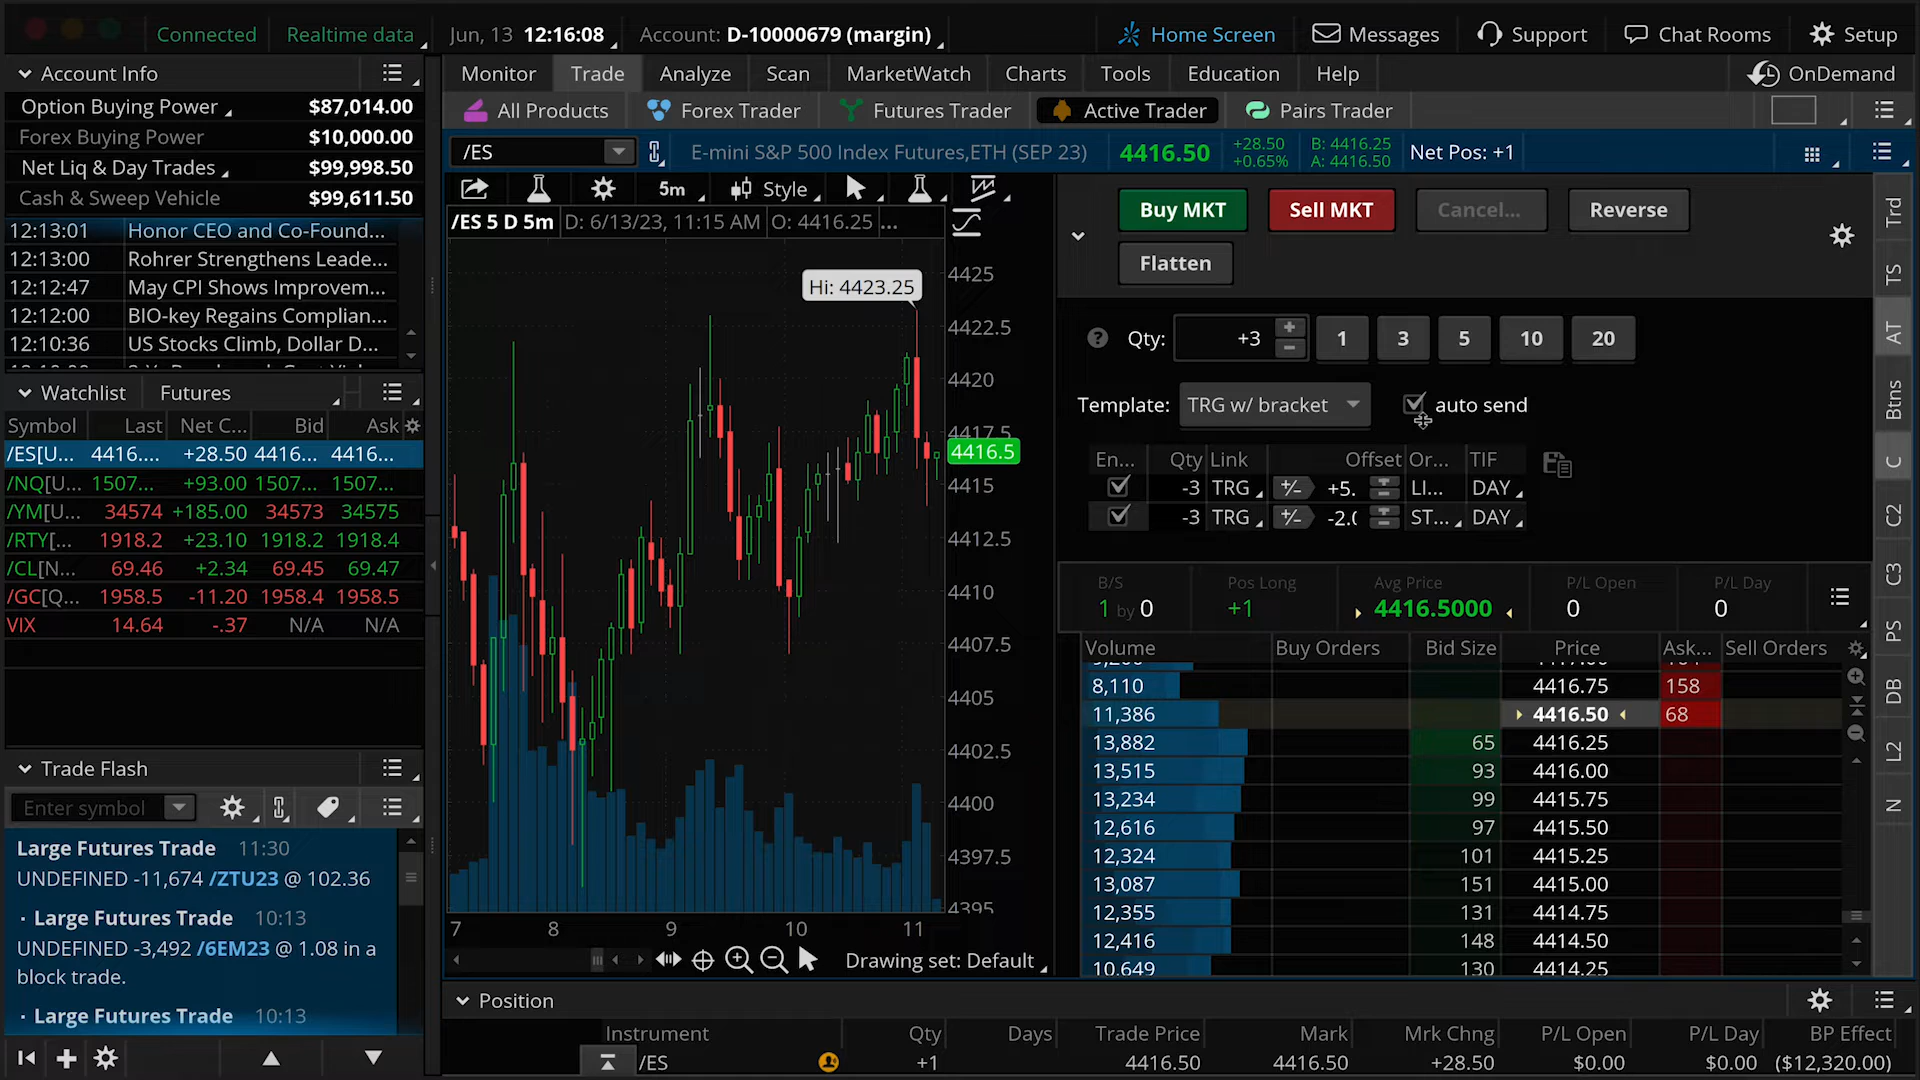 Connected Realtime data Jun, 13 12:16:08 Account: D-10000679 (margin) Home Screen Messages Support Chat Rooms Setup
Account Info
Option Buying Power $87,014.00
Forex Buying Power $10,000.00
Net Liq & Day Trades $99,998.50
Cash & Sweep Vehicle $99,611.50
12:13:01 Honor CEO and Co-Found...
12:13:00 Rohrer Strengthens Leade...
12:12:47 May CPI Shows Improvem...
12:12:00 BIO-key Regains Complian...
12:10:36 US Stocks Climb, Dollar D...
Watchlist Futures
Symbol Last Net C... Bid Ask
/ES[U... 4416.... +28.50 4416... 4416...
/NQ[U... 1507... +93.00 1507... 1507...
/YM[U... 34574 +185.00 34573 34575
/RTY[... 1918.2 +23.10 1918.2 1918.4
/CL[N... 69.46 +2.34 69.45 69.47
/GC[Q... 1958.5 -11.20 1958.4 1958.5
VIX 14.64 -.37 N/A N/A
Trade Flash
Enter symbol
Large Futures Trade 11:30
UNDEFINED -11,674 /ZTU23 @ 102.36
· Large Futures Trade 10:13
UNDEFINED -3,492 /6EM23 @ 1.08 in a
block trade.
· Large Futures Trade 10:13
Monitor Trade Analyze Scan MarketWatch Charts Tools Education Help OnDemand
All Products Forex Trader Futures Trader Active Trader Pairs Trader
/ES E-mini S&P 500 Index Futures,ETH (SEP 23) 4416.50 +28.50 +0.65% B: 4416.25 A: 4416.50 Net Pos: +1
5m Style
/ES 5 D 5m D: 6/13/23, 11:15 AM O: 4416.25 ...
Hi: 4423.25
4425
4422.5
4420
4417.5
4416.5
4415
4412.5
4410
4407.5
4405
4402.5
4400
4397.5
4395
7 8 9 10 11
Drawing set: Default
Buy MKT Sell MKT Cancel... Reverse
Flatten
Qty: +3 1 3 5 10 20
Template: TRG w/ bracket auto send
En... Qty Link Offset Or... TIF
-3 TRG +/- +5. LI... DAY
-3 TRG +/- -2.0 ST... DAY
B/S Pos Long Avg Price P/L Open P/L Day
1 by 0 +1 4416.5000 0 0
Volume Buy Orders Bid Size Price Ask... Sell Orders
8,110 4416.75 158
11,386 4416.50 68
13,882 65 4416.25
13,515 93 4416.00
13,234 99 4415.75
12,616 97 4415.50
12,324 101 4415.25
13,087 151 4415.00
12,355 131 4414.75
12,416 148 4414.50
10,649 130 4414.25
Trd
TS
AT
Btns
C
C2
C3
PS
DB
L2
N
Position
Instrument Qty Days Trade Price Mark Mrk Chng P/L Open P/L Day BP Effect
/ES +1 4416.50 4416.50 +28.50 $0.00 $0.00 ($12,320.00)